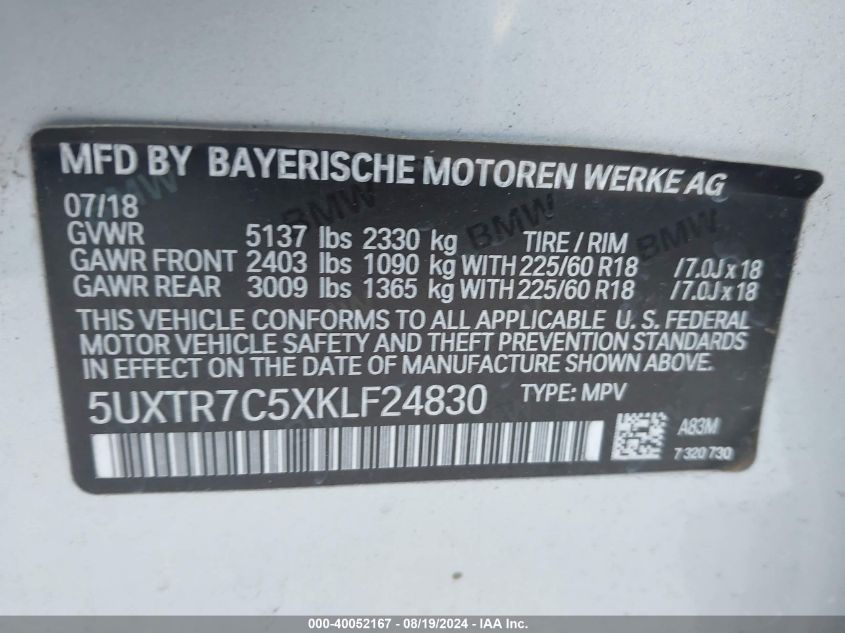 MFD BY BAYERISCHE MOTOREN WERKE AG
07/18
GVWR 5137 lbs 2330 kg TIRE / RIM
GAWR FRONT 2403 lbs 1090 kg WITH 225/60 R18 / 7.0J x 18
GAWR REAR 3009 lbs 1365 kg WITH 225/60 R18 / 7.0J x 18
THIS VEHICLE CONFORMS TO ALL APPLICABLE U. S. FEDERAL
MOTOR VEHICLE SAFETY AND THEFT PREVENTION STANDARDS
IN EFFECT ON THE DATE OF MANUFACTURE SHOWN ABOVE.
5UXTR7C5XKLF24830 TYPE: MPV
A83M
7 320 730
BMW BMW BMW BMW
000-40052167 - 08/19/2024 - IAA, Inc.